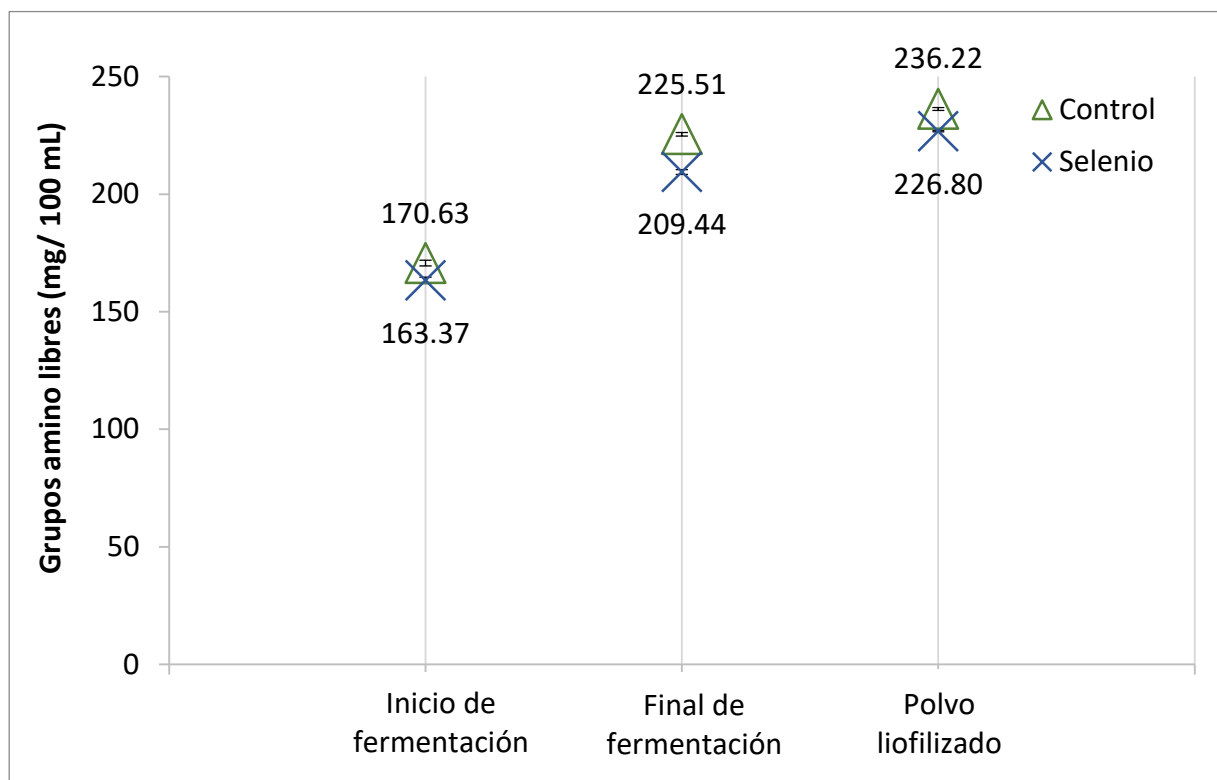 Grupos amino libres (mg/ 100 mL)
250
200
150
100
50
0
170.63
163.37
225.51
209.44
236.22
226.80
Control
Selenio
Inicio de
fermentación
Final de
fermentación
Polvo
liofilizado